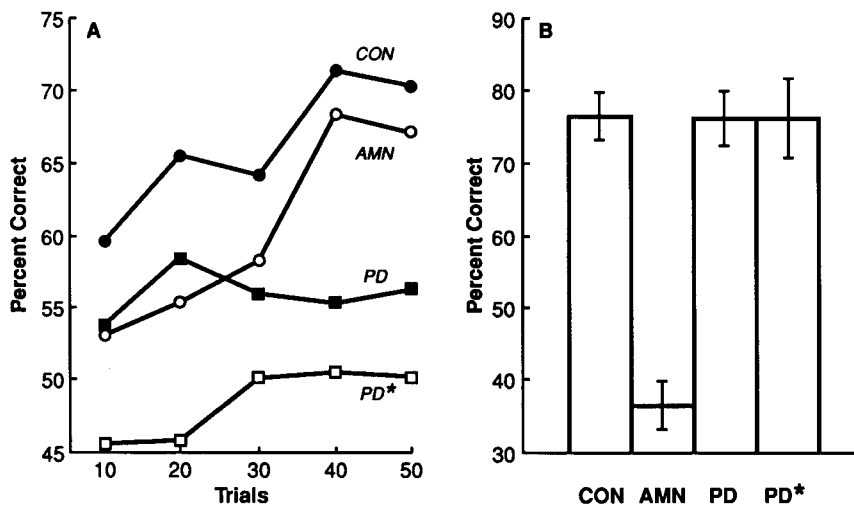 A
75
70
65
60
55
50
45
Percent Correct
CON
AMN
PD
PD*
10 20 30 40 50
Trials
B
90
80
70
60
50
40
30
Percent Correct
CON AMN PD PD*